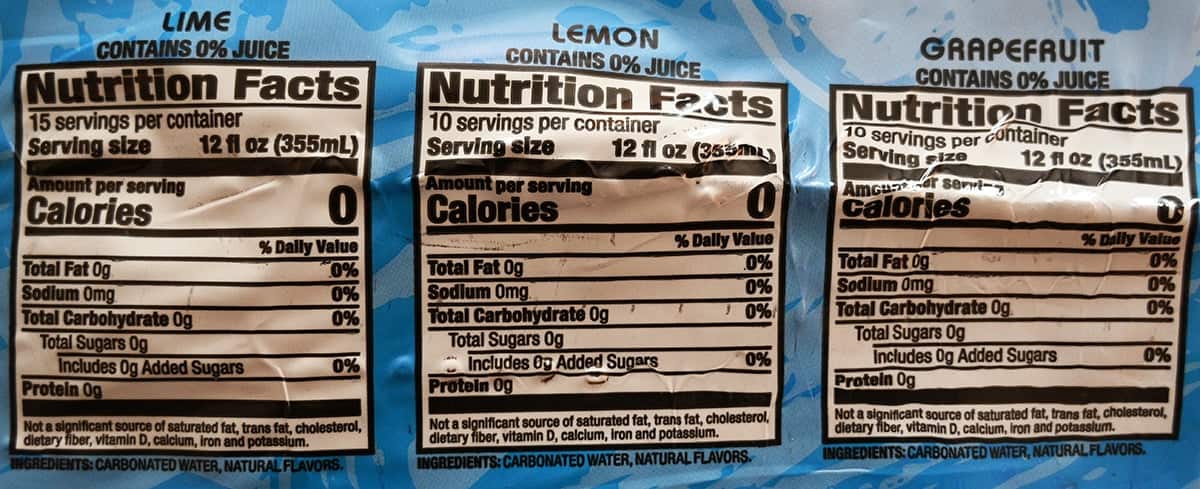 LIME
CONTAINS 0% JUICE
Nutrition Facts
15 servings per container
Serving size 12 fl oz (355mL)
Amount per serving
Calories 0
% Daily Value
Total Fat 0g 0%
Sodium 0mg 0%
Total Carbohydrate 0g 0%
Total Sugars 0g
Includes 0g Added Sugars 0%
Protein 0g
Not a significant source of saturated fat, trans fat, cholesterol,
dietary fiber, vitamin D, calcium, iron and potassium.
INGREDIENTS: CARBONATED WATER, NATURAL FLAVORS.
LEMON
CONTAINS 0% JUICE
Nutrition Facts
10 servings per container
Serving size 12 fl oz (355mL)
Amount per serving
Calories 0
% Daily Value
Total Fat 0g 0%
Sodium 0mg 0%
Total Carbohydrate 0g 0%
Total Sugars 0g
Includes 0g Added Sugars 0%
Protein 0g
Not a significant source of saturated fat, trans fat, cholesterol,
dietary fiber, vitamin D, calcium, iron and potassium.
INGREDIENTS: CARBONATED WATER, NATURAL FLAVORS.
GRAPEFRUIT
CONTAINS 0% JUICE
Nutrition Facts
10 servings per container
Serving size 12 fl oz (355mL)
Amount per serving
Calories 0
% Daily Value
Total Fat 0g 0%
Sodium 0mg 0%
Total Carbohydrate 0g 0%
Total Sugars 0g
Includes 0g Added Sugars 0%
Protein 0g
Not a significant source of saturated fat, trans fat, cholesterol,
dietary fiber, vitamin D, calcium, iron and potassium.
INGREDIENTS: CARBONATED WATER, NATURAL FLAVORS.